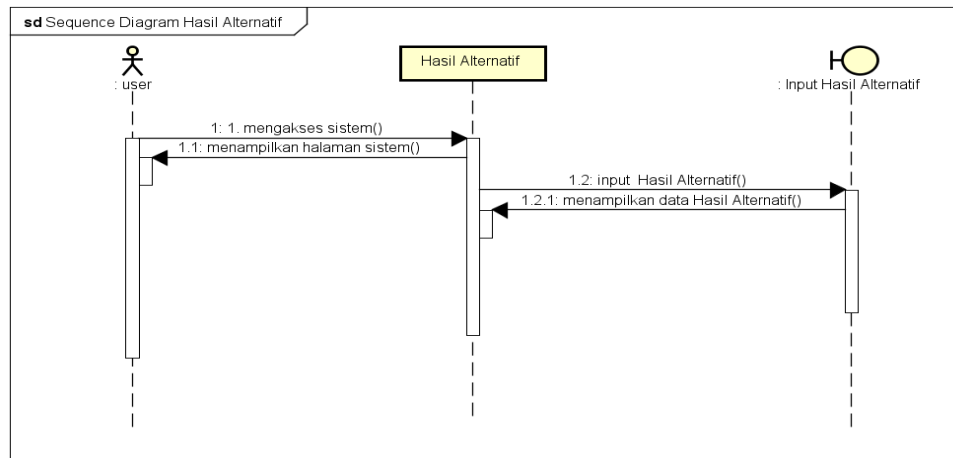 sd Sequence Diagram Hasil Alternatif
: user
Hasil Alternatif
: Input Hasil Alternatif
1: 1. mengakses sistem()
1.1: menampilkan halaman sistem()
1.2: input  Hasil Alternatif()
1.2.1: menampilkan data Hasil Alternatif()